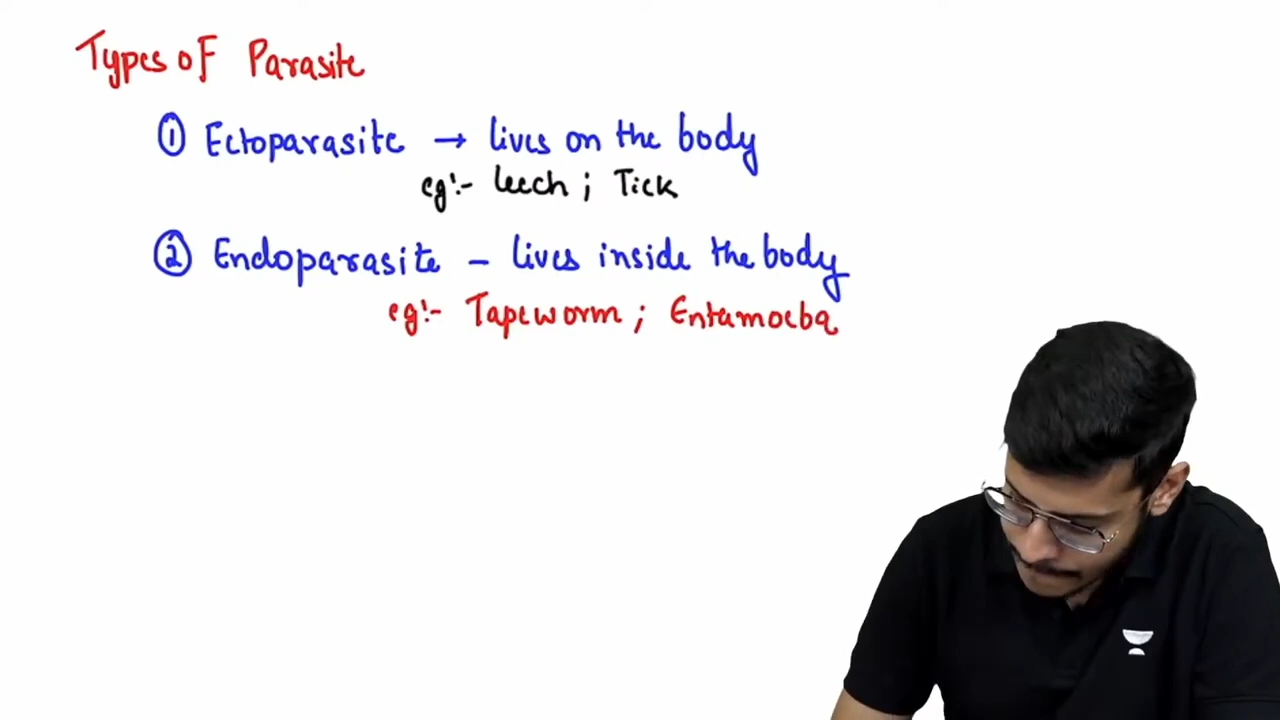 Types of Parasite
① Ectoparasite → lives on the body
eg:- leech ; Tick
② Endoparasite – lives inside the body
eg:- Tapeworm ; Entamoeba